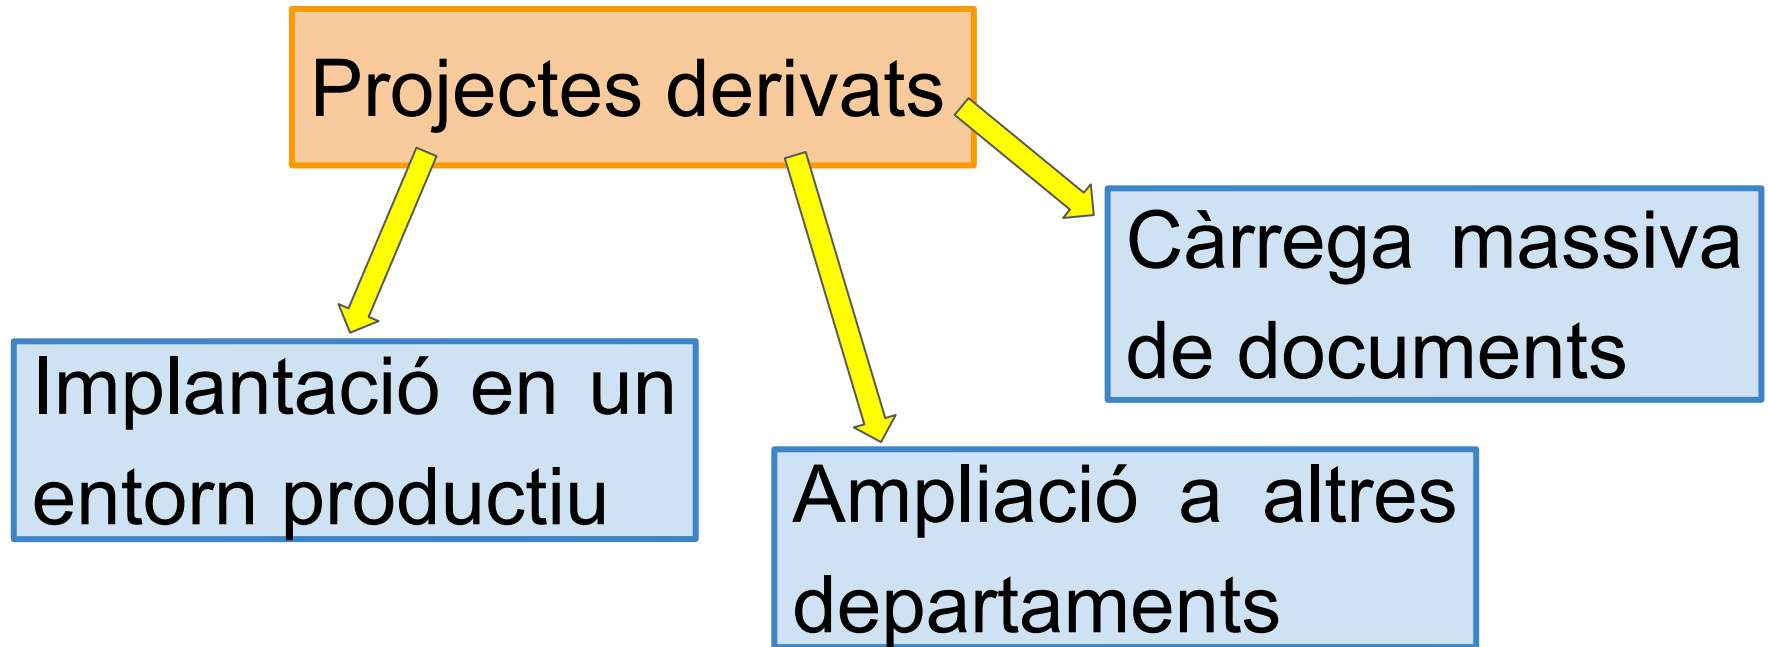 Projectes derivats
Càrrega massiva
de documents
Implantació en un
entorn productiu
Ampliació a altres
departaments